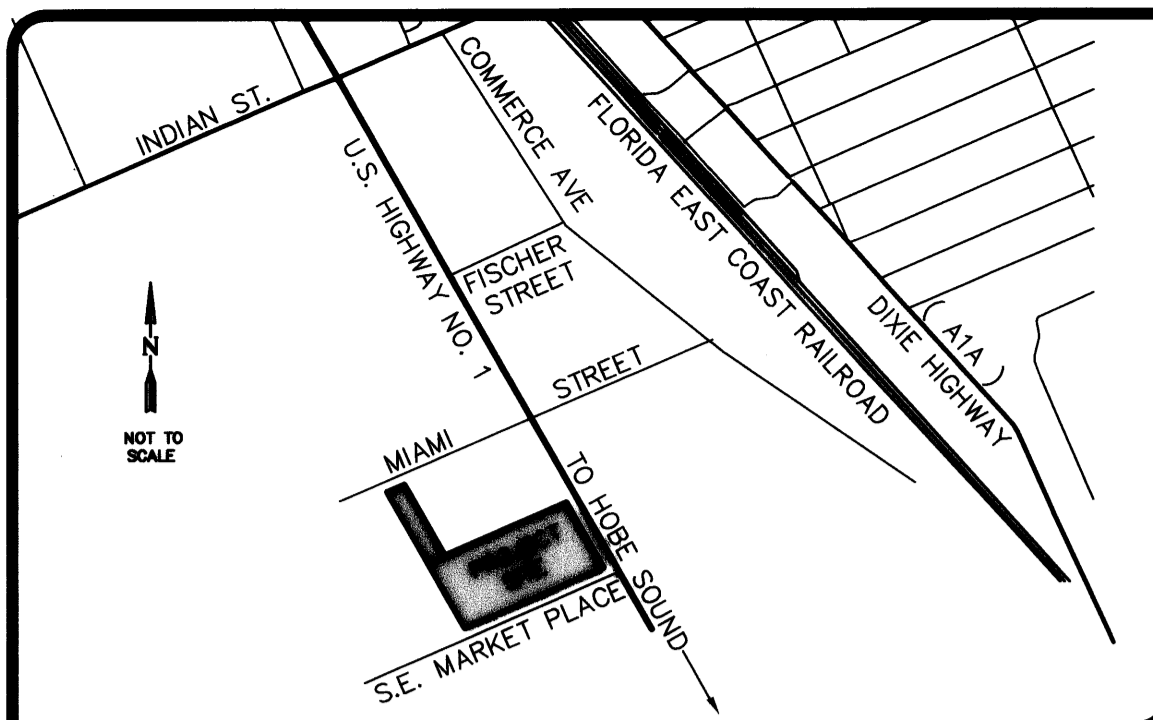 INDIAN ST.
COMMERCE AVE
U.S. HIGHWAY NO. 1
FLORIDA EAST COAST RAILROAD
FISCHER
STREET
DIXIE HIGHWAY
( A1A )
N
NOT TO
SCALE
MIAMI STREET
TO HOBE SOUND
S.E. MARKET PLACE